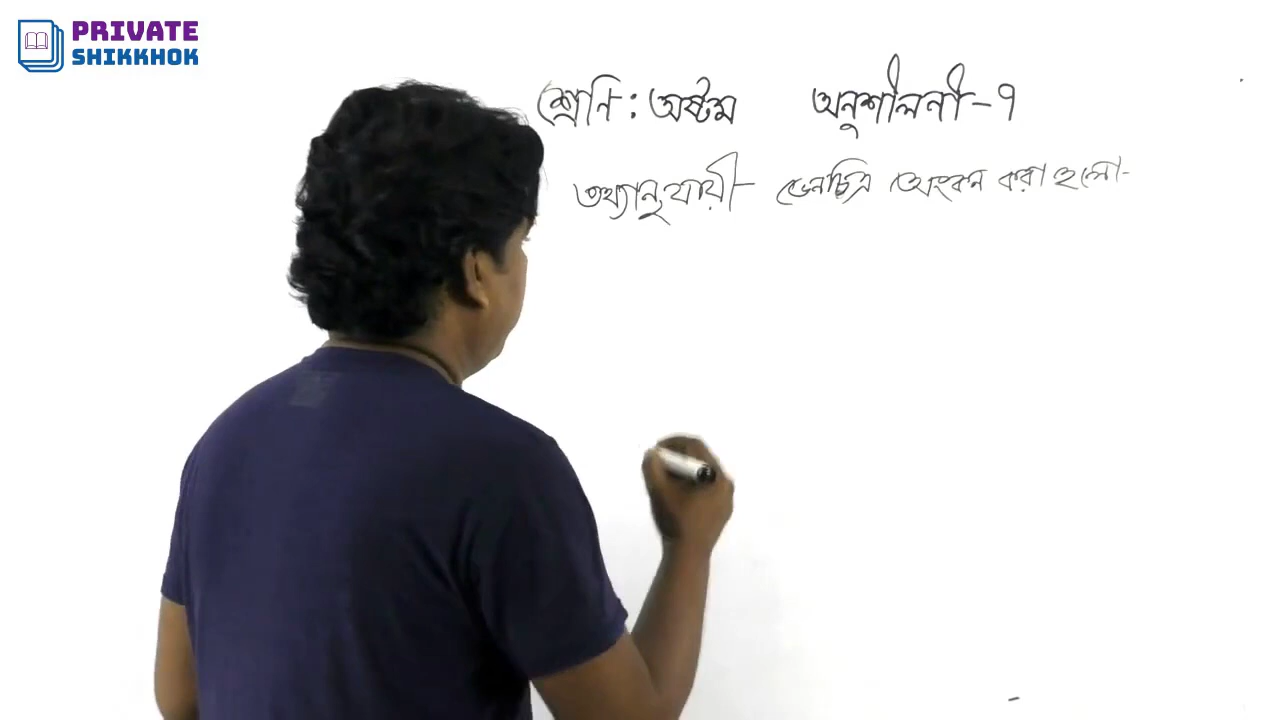 PRIVATE
SHIKKHOK
শ্রেনি : অষ্টম অনুশীলনী - ৭
তথ্যানুযায়ী - ভেনচিত্র অংকন করা হলো -